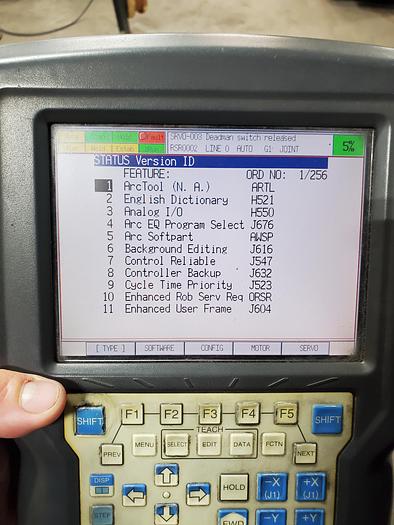 Fault
SRVO-003 Deadman switch released
RSR0002 LINE 0 AUTO G1 JOINT
5%
STATUS Version ID
FEATURE: ORD NO: 1/256
1 ArcTool (N. A.) ARTL
2 English Dictionary H521
3 Analog I/O H550
4 Arc EQ Program Select J676
5 Arc Softpart AWSP
6 Background Editing J616
7 Control Reliable J547
8 Controller Backup J632
9 Cycle Time Priority J523
10 Enhanced Rob Serv Req ORSR
11 Enhanced User Frame J604
[ TYPE ] SOFTWARE CONFIG MOTOR SERVO
SHIFT F1 F2 F3 F4 F5 SHIFT
TEACH
PREV MENU SELECT EDIT DATA FCTN NEXT
DISP
HOLD -X (J1) +X (J1)
STEP
FWD -Y +Y